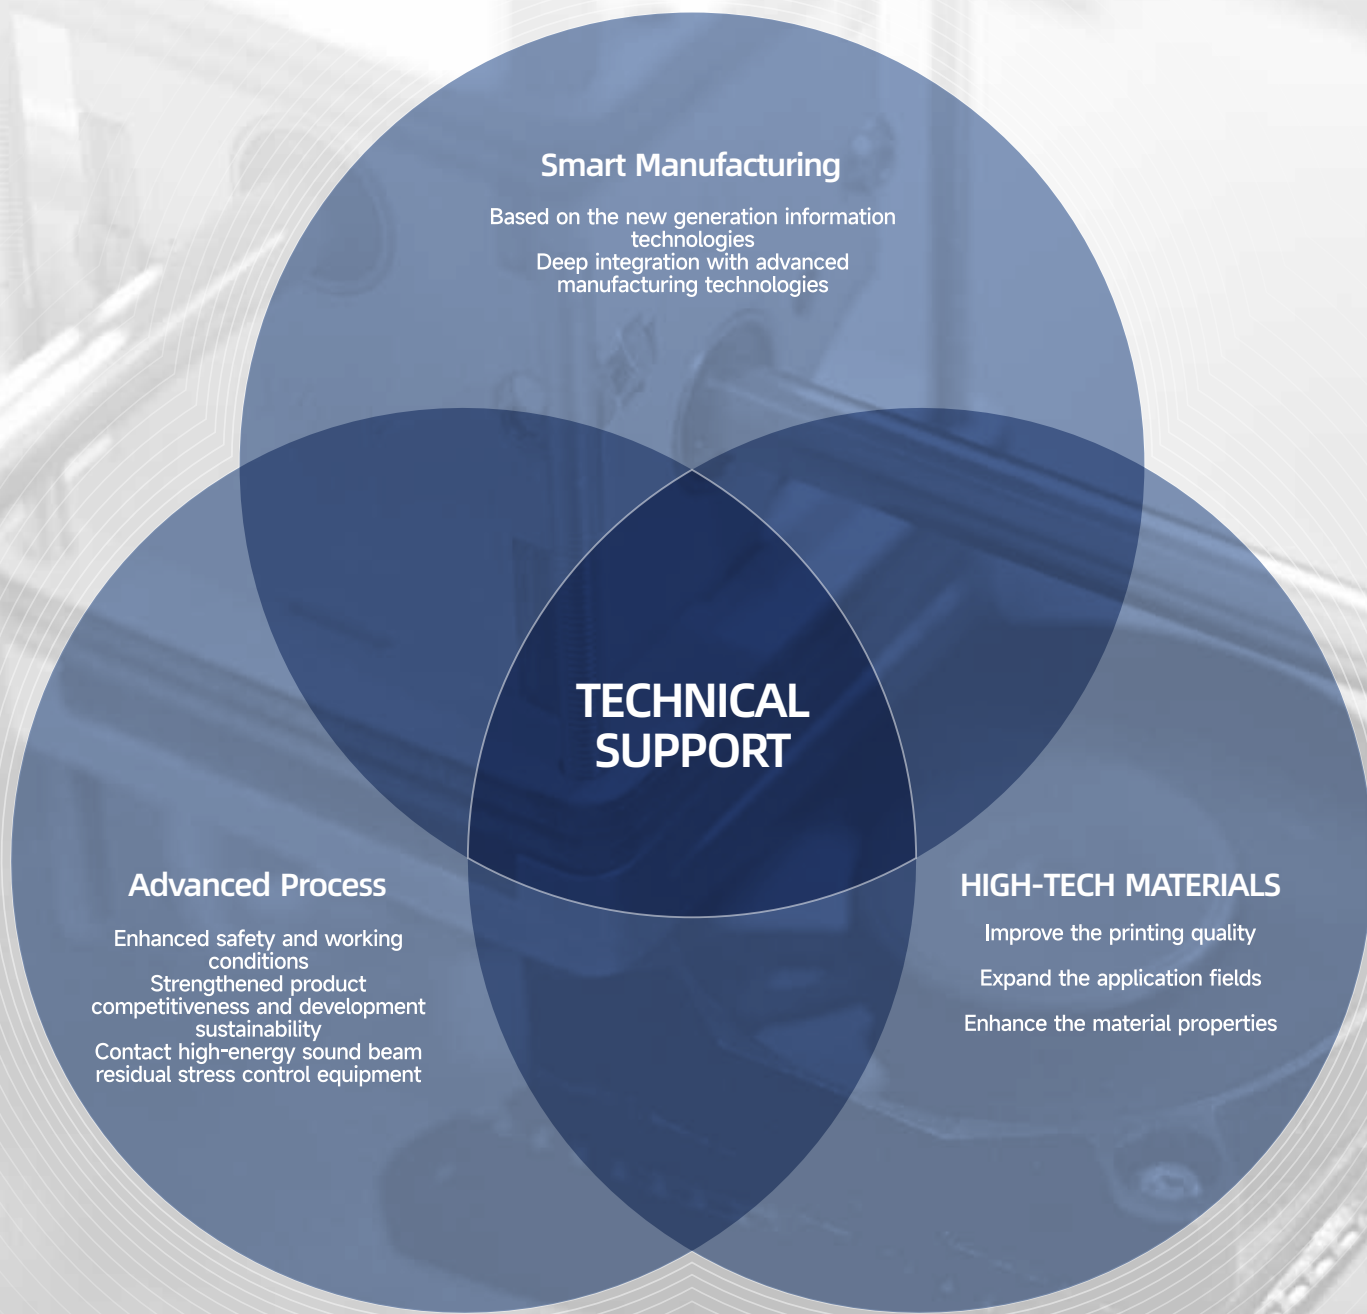 Smart Manufacturing
Based on the new generation information
technologies
Deep integration with advanced
manufacturing technologies
TECHNICAL
SUPPORT
Advanced Process
Enhanced safety and working
conditions
Strengthened product
competitiveness and development
sustainability
Contact high-energy sound beam
residual stress control equipment
HIGH-TECH MATERIALS
Improve the printing quality
Expand the application fields
Enhance the material properties